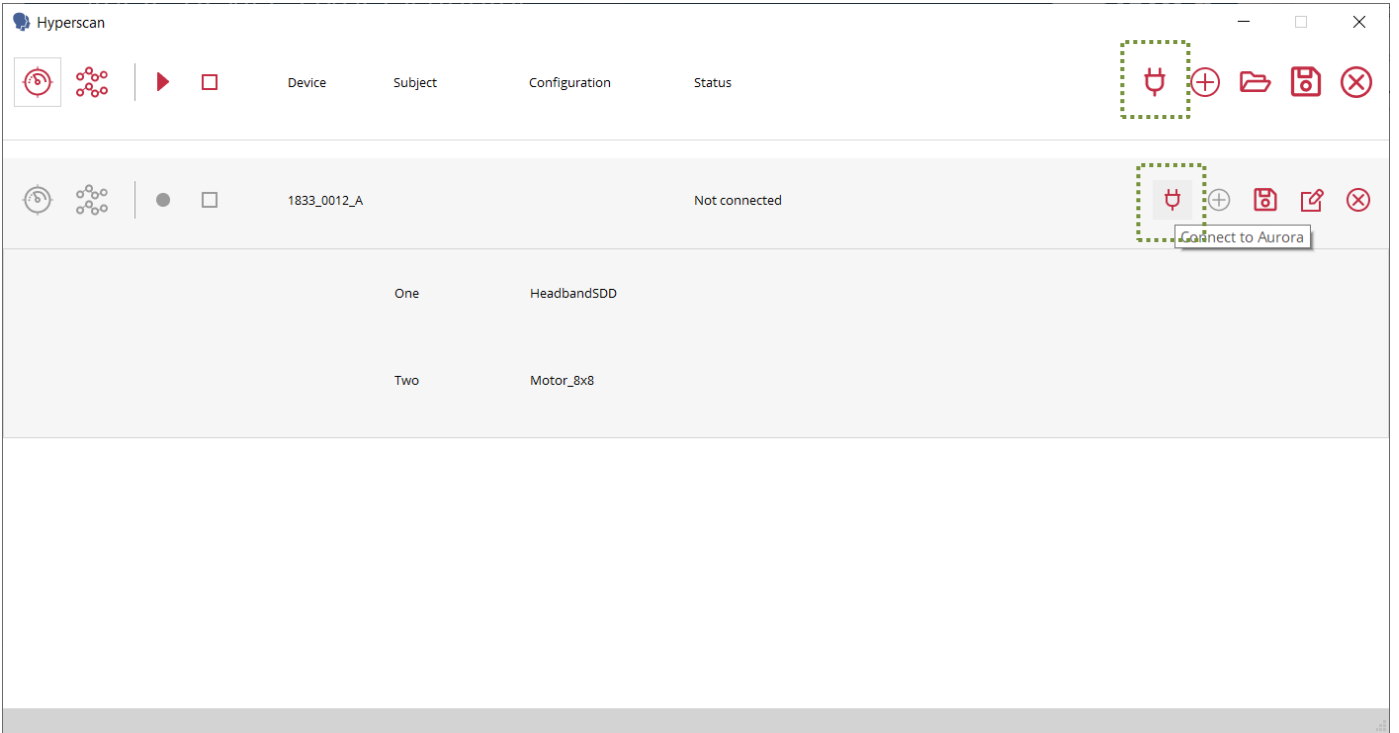 Hyperscan
Device Subject Configuration Status
1833_0012_A Not connected
Connect to Aurora
One HeadbandSDD
Two Motor_8x8